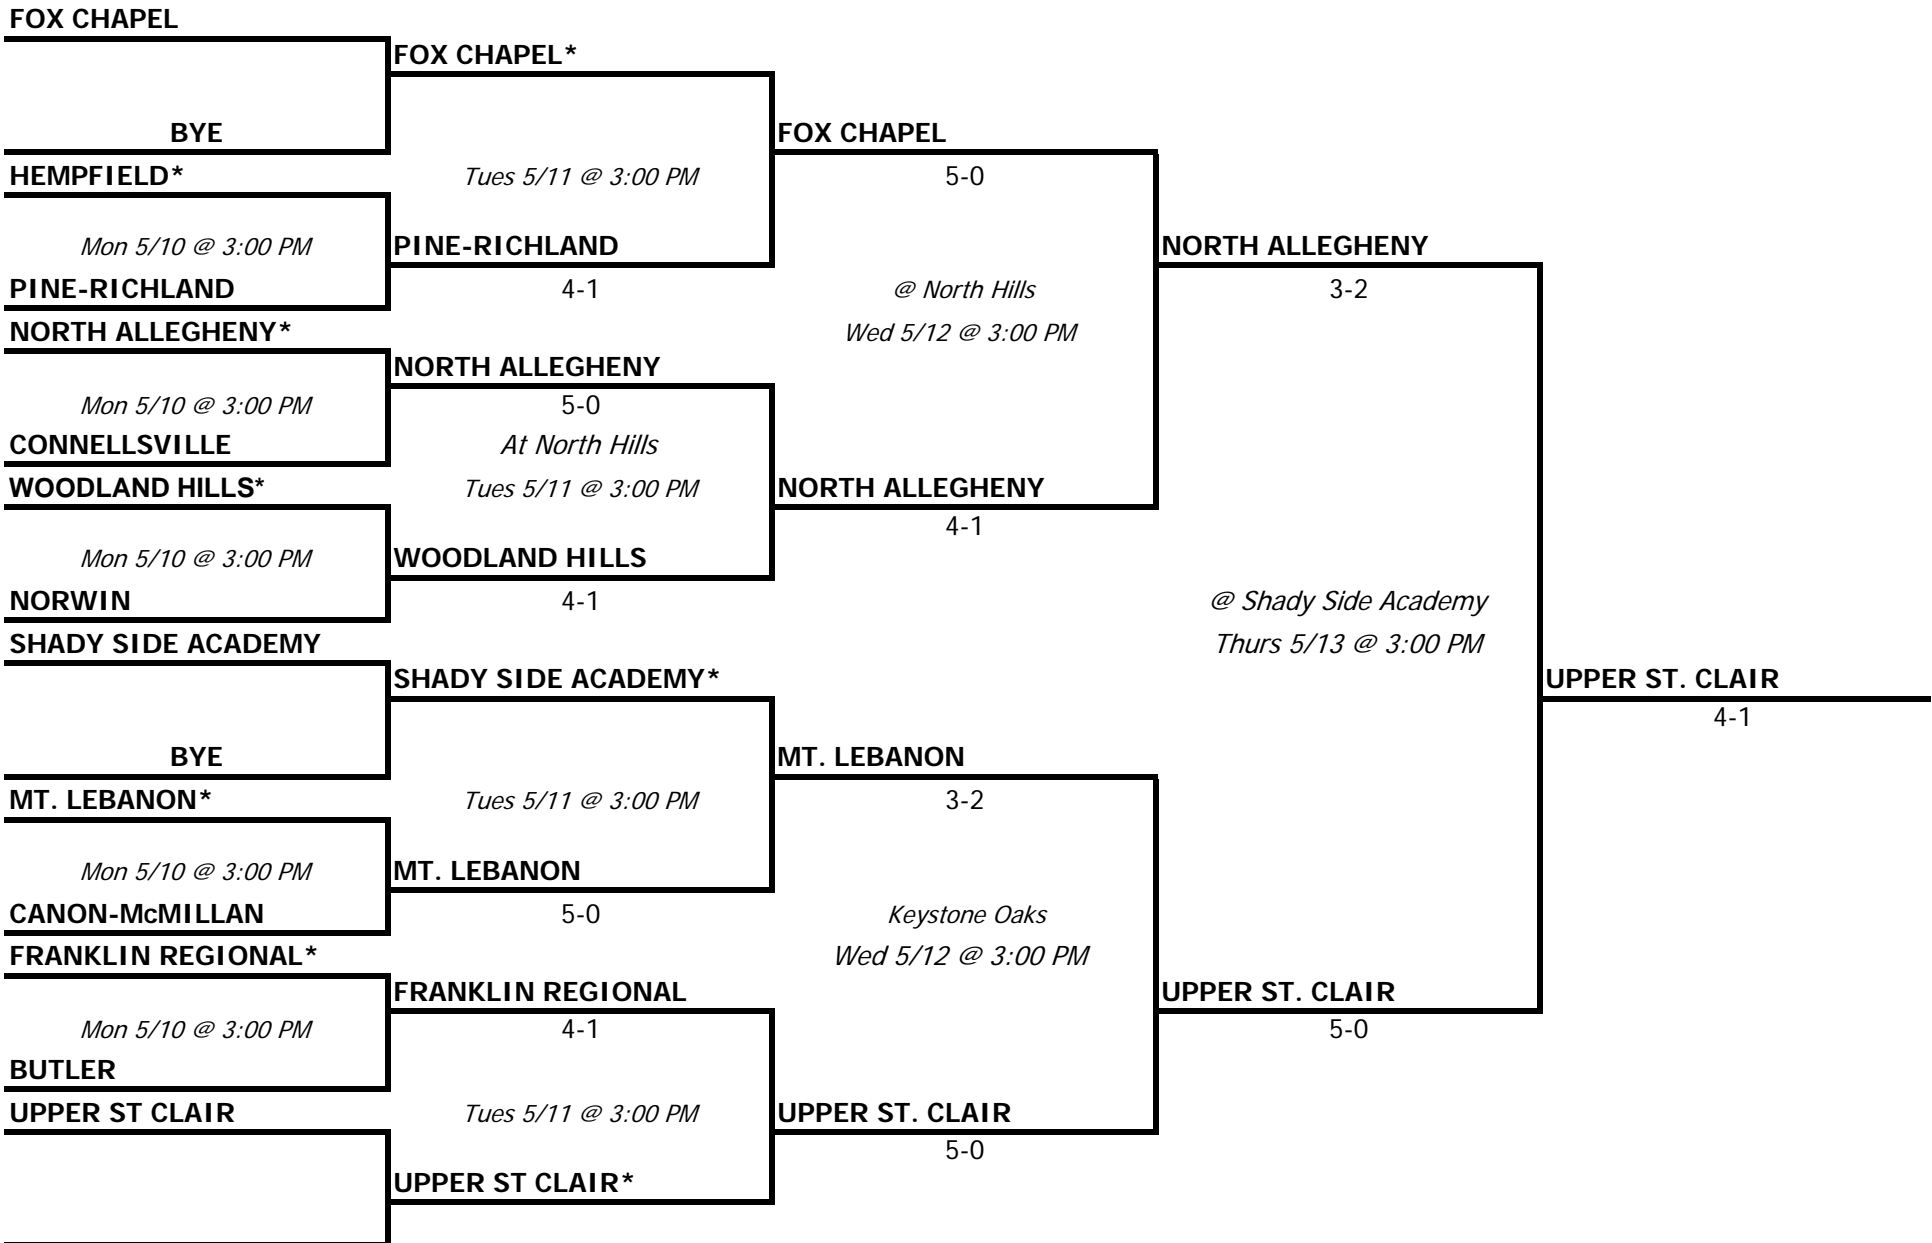 FOX CHAPEL
FOX CHAPEL*
BYE
FOX CHAPEL
HEMPFIELD*
Tues 5/11 @ 3:00 PM
5-0
Mon 5/10 @ 3:00 PM
PINE-RICHLAND
NORTH ALLEGHENY
PINE-RICHLAND
4-1
@ North Hills
3-2
NORTH ALLEGHENY*
Wed 5/12 @ 3:00 PM
NORTH ALLEGHENY
Mon 5/10 @ 3:00 PM
5-0
CONNELLSVILLE
At North Hills
WOODLAND HILLS*
Tues 5/11 @ 3:00 PM
NORTH ALLEGHENY
4-1
Mon 5/10 @ 3:00 PM
WOODLAND HILLS
NORWIN
4-1
@ Shady Side Academy
SHADY SIDE ACADEMY
Thurs 5/13 @ 3:00 PM
SHADY SIDE ACADEMY*
UPPER ST. CLAIR
4-1
BYE
MT. LEBANON
MT. LEBANON*
Tues 5/11 @ 3:00 PM
3-2
Mon 5/10 @ 3:00 PM
MT. LEBANON
CANON-McMILLAN
5-0
Keystone Oaks
FRANKLIN REGIONAL*
Wed 5/12 @ 3:00 PM
FRANKLIN REGIONAL
UPPER ST. CLAIR
Mon 5/10 @ 3:00 PM
4-1
5-0
BUTLER
UPPER ST CLAIR
Tues 5/11 @ 3:00 PM
UPPER ST. CLAIR
5-0
UPPER ST CLAIR*